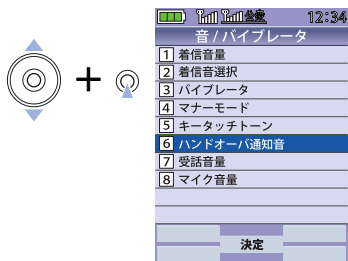 公衆 12:34
音/バイブレータ
1 着信音量
2 着信音選択
3 バイブレータ
4 マナーモード
5 キータッチトーン
6 ハンドオーバ通知音
7 受話音量
8 マイク音量
決定